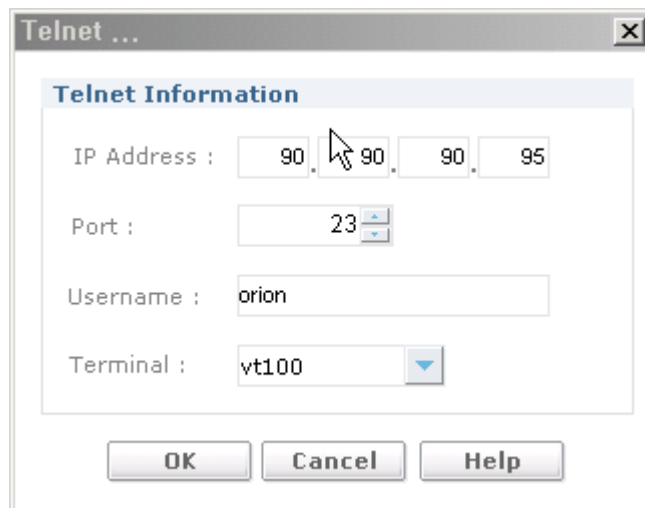 Telnet ...
Telnet Information
IP Address : 90 . 90 . 90 . 95
Port : 23
Username : orion
Terminal : vt100
OK Cancel Help